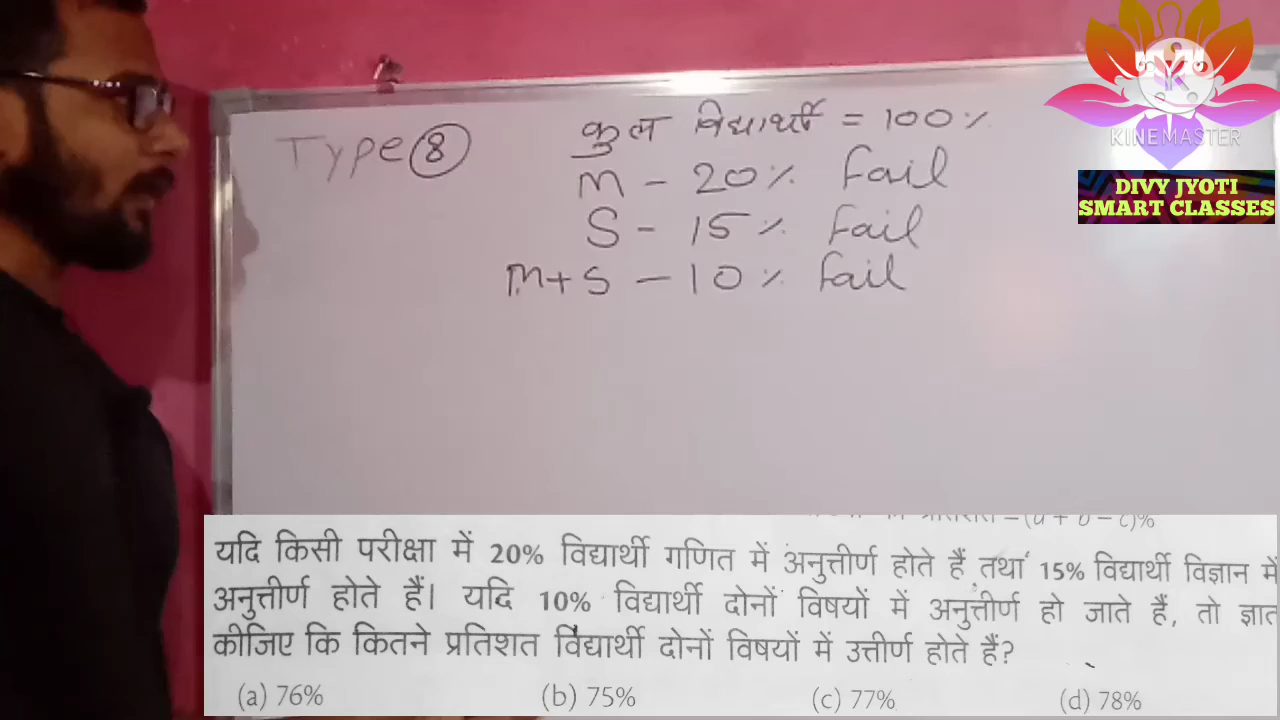 Type 8
कुल विद्यार्थी = 100%
M - 20% Fail
S - 15% Fail
M+S - 10% Fail
KINEMASTER
DIVY JYOTI
SMART CLASSES
= (a + b - c)%
यदि किसी परीक्षा में 20% विद्यार्थी गणित में अनुत्तीर्ण होते हैं तथा 15% विद्यार्थी विज्ञान में
अनुत्तीर्ण होते हैं। यदि 10% विद्यार्थी दोनों विषयों में अनुत्तीर्ण हो जाते हैं, तो ज्ञात
कीजिए कि कितने प्रतिशत विद्यार्थी दोनों विषयों में उत्तीर्ण होते हैं?
(a) 76% (b) 75% (c) 77% (d) 78%